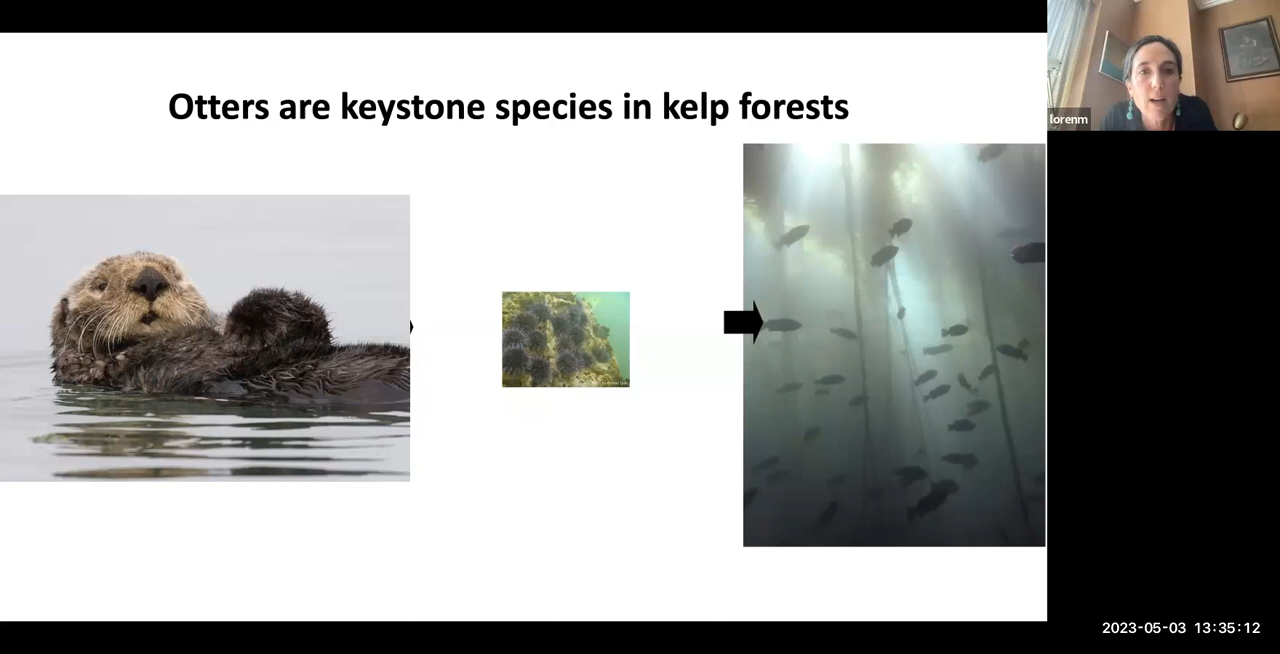 Otters are keystone species in kelp forests
lorenm
2023-05-03 13:35:12